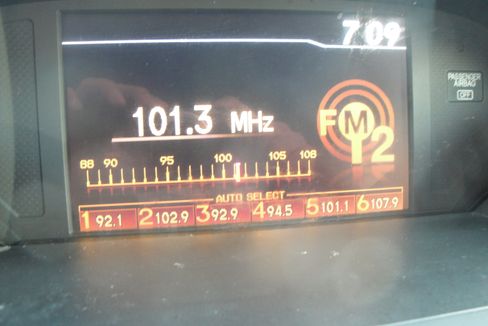 7:09
PASSENGER
AIRBAG
OFF
101.3 MHz
FM
2
88 90 95 100 105 108
AUTO SELECT
1 92.1 2 102.9 3 92.9 4 94.5 5 101.1 6 107.9